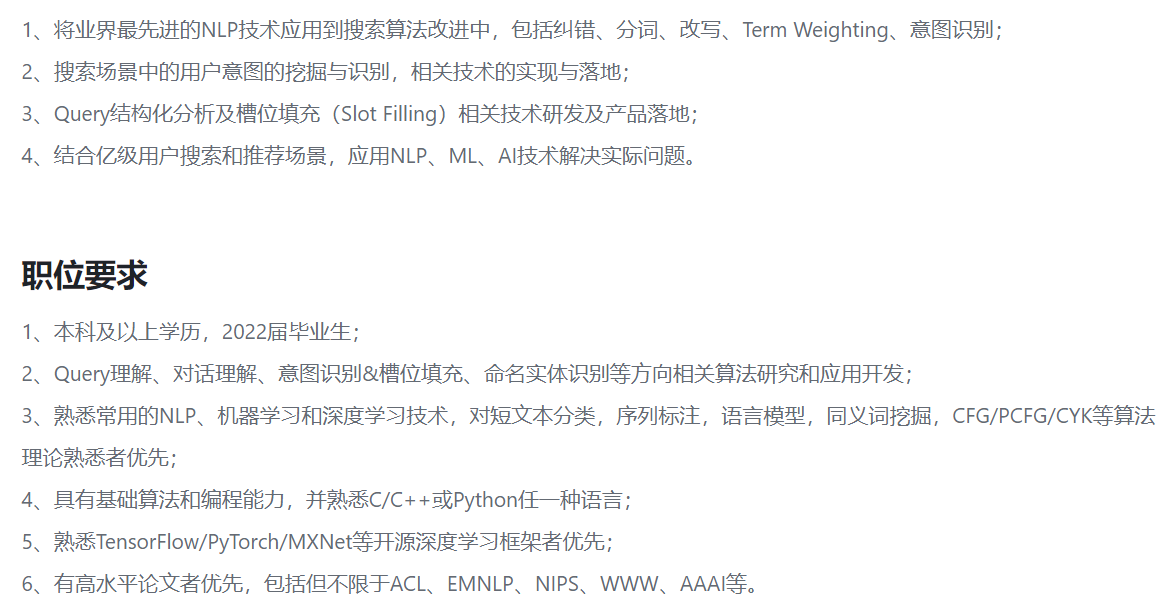 1、将业界最先进的NLP技术应用到搜索算法改进中，包括纠错、分词、改写、Term Weighting、意图识别；
2、搜索场景中的用户意图的挖掘与识别，相关技术的实现与落地；
3、Query结构化分析及槽位填充（Slot Filling）相关技术研发及产品落地；
4、结合亿级用户搜索和推荐场景，应用NLP、ML、AI技术解决实际问题。
职位要求
1、本科及以上学历，2022届毕业生；
2、Query理解、对话理解、意图识别&槽位填充、命名实体识别等方向相关算法研究和应用开发；
3、熟悉常用的NLP、机器学习和深度学习技术，对短文本分类，序列标注，语言模型，同义词挖掘，CFG/PCFG/CYK等算法
理论熟悉者优先；
4、具有基础算法和编程能力，并熟悉C/C++或Python任一种语言；
5、熟悉TensorFlow/PyTorch/MXNet等开源深度学习框架者优先；
6、有高水平论文者优先，包括但不限于ACL、EMNLP、NIPS、WWW、AAAI等。